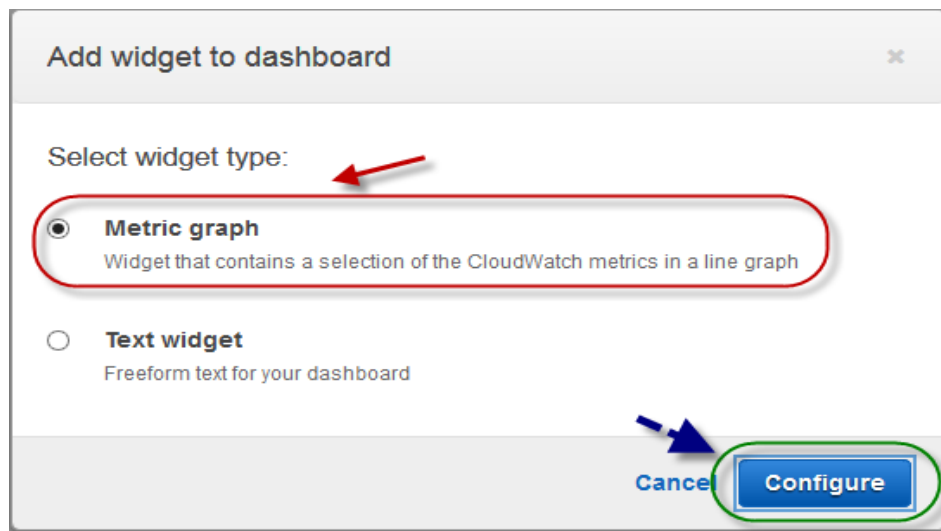 Add widget to dashboard
Select widget type:
Metric graph
Widget that contains a selection of the CloudWatch metrics in a line graph
Text widget
Freeform text for your dashboard
Cancel Configure